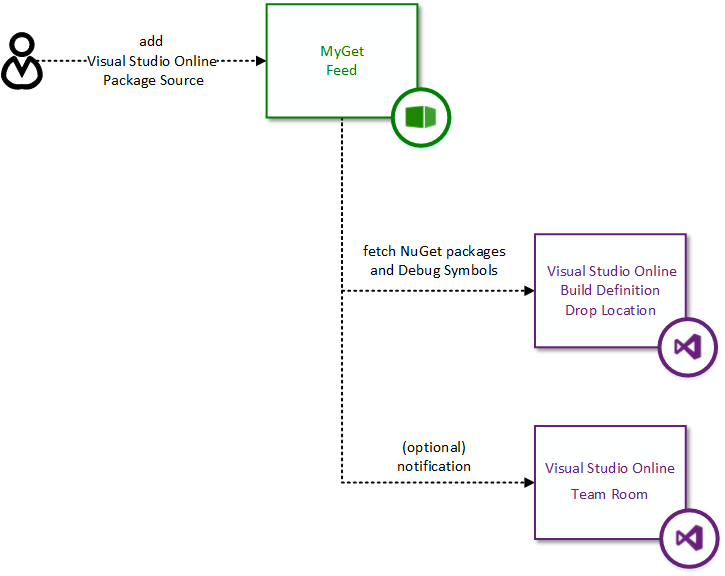 add
Visual Studio Online
Package Source
MyGet
Feed
fetch NuGet packages
and Debug Symbols
Visual Studio Online
Build Definition
Drop Location
(optional)
notification
Visual Studio Online
Team Room